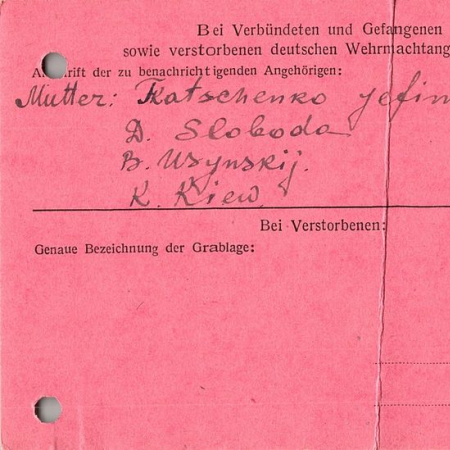 Bei Verbündeten und Gefangenen
sowie verstorbenen deutschen Wehrmachtang
Anschrift der zu benachrichtigenden Angehörigen:
Mutter: Tkatschenko Jefim
D. Sloboda
B. Usynskij.
K. Kiew
Bei Verstorbenen:
Genaue Bezeichnung der Grablage: